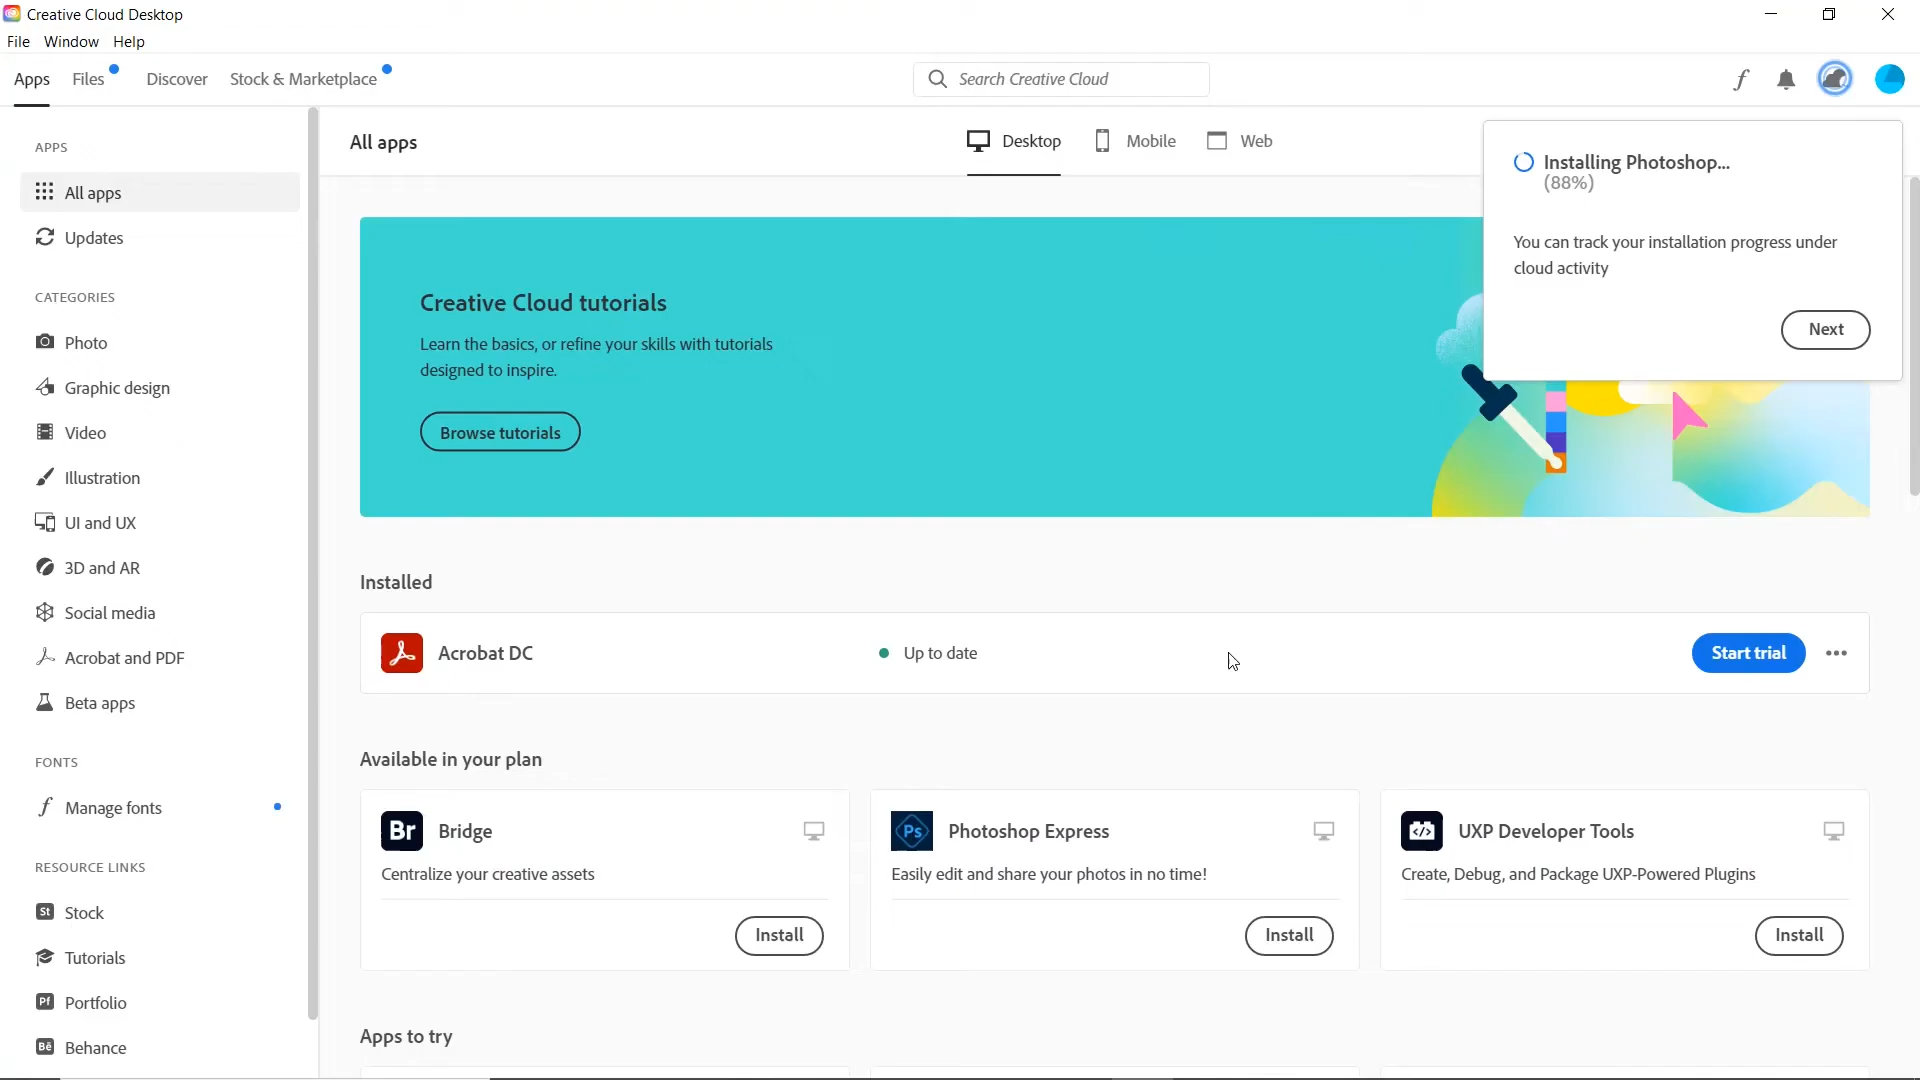 Creative Cloud Desktop
File Window Help
Apps Files Discover Stock & Marketplace Search Creative Cloud
APPS
All apps
Updates
CATEGORIES
Photo
Graphic design
Video
Illustration
UI and UX
3D and AR
Social media
Acrobat and PDF
Beta apps
FONTS
Manage fonts
RESOURCE LINKS
St Stock
Tutorials
Pf Portfolio
Bē Behance
All apps
Desktop Mobile Web
Installing Photoshop...
(88%)
You can track your installation progress under
cloud activity
Next
Creative Cloud tutorials
Learn the basics, or refine your skills with tutorials
designed to inspire.
Browse tutorials
Installed
Acrobat DC Up to date Start trial
Available in your plan
Br Bridge
Centralize your creative assets
Install
Ps Photoshop Express
Easily edit and share your photos in no time!
Install
UXP Developer Tools
Create, Debug, and Package UXP-Powered Plugins
Install
Apps to try